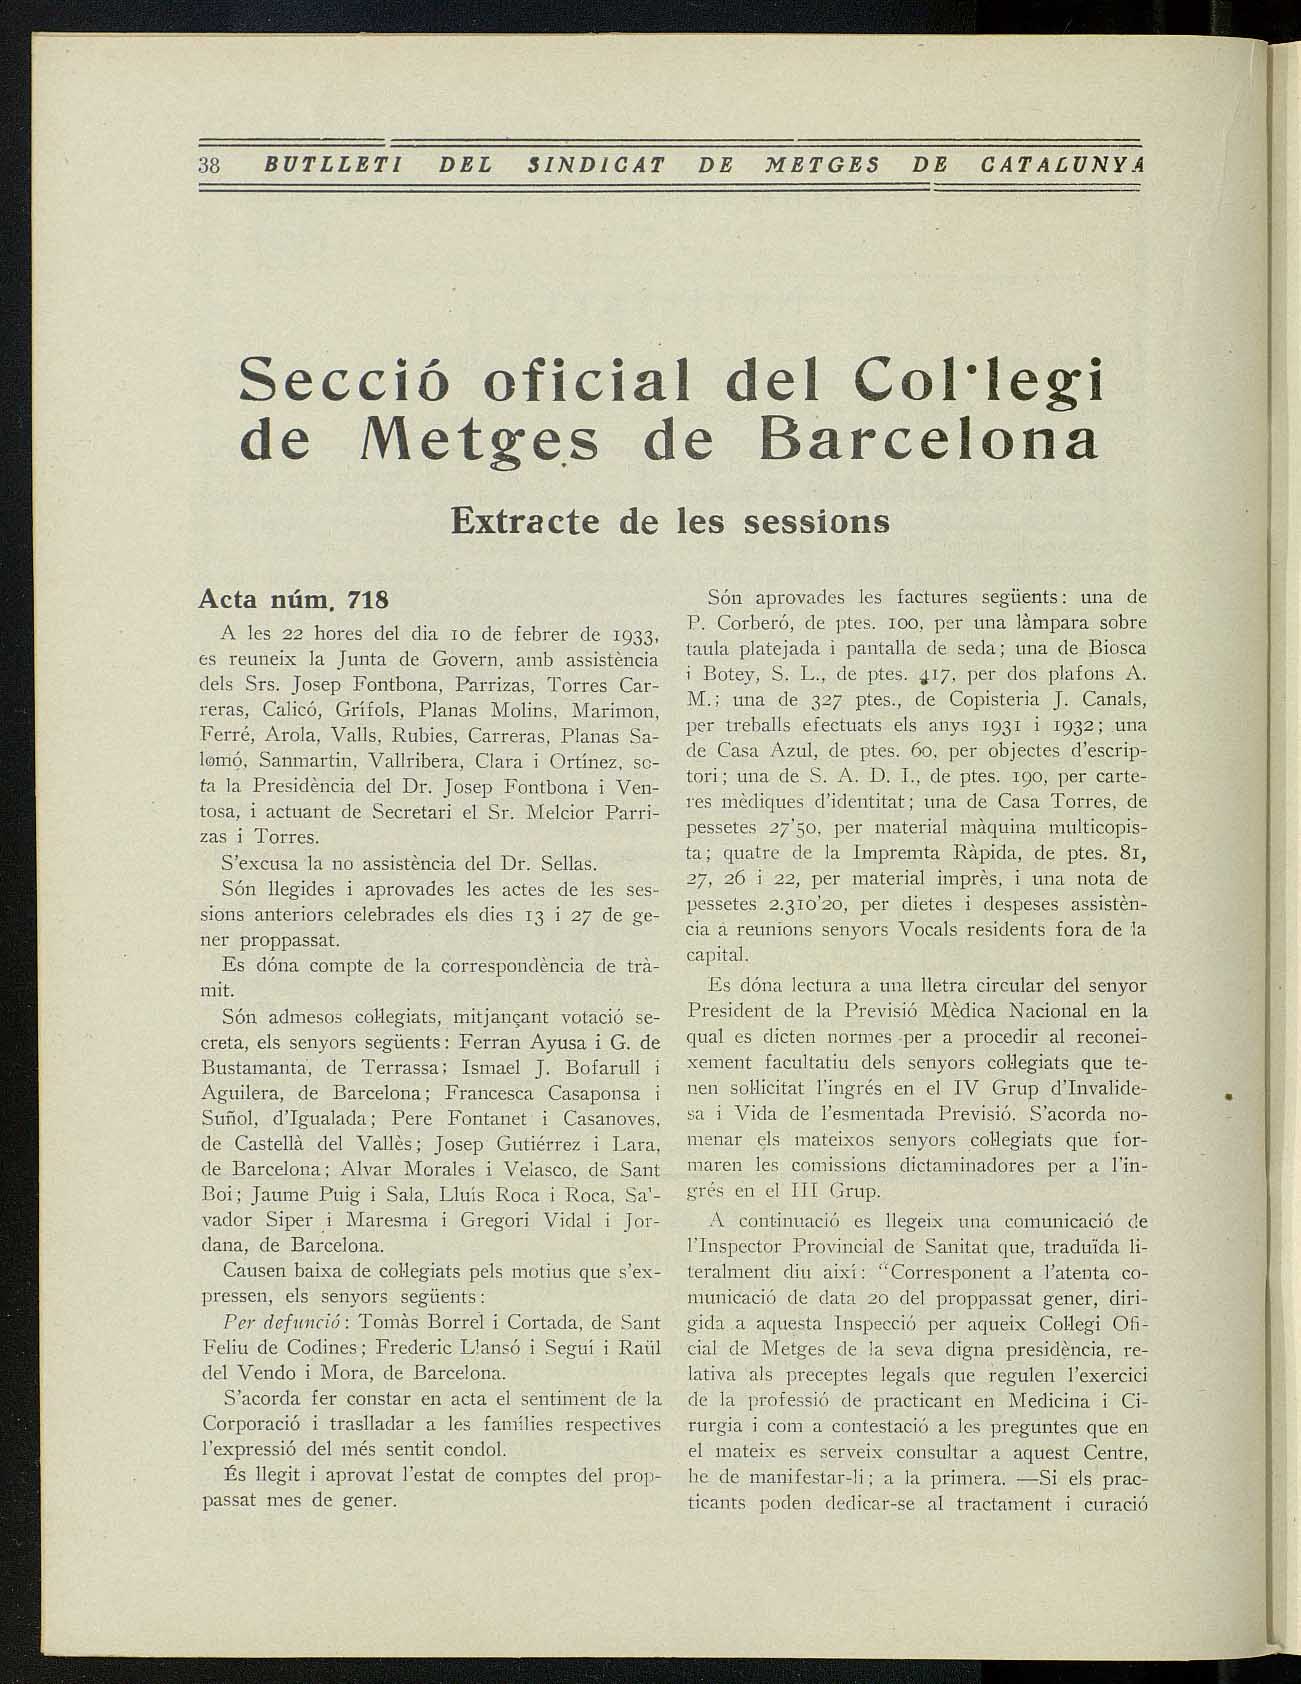 38 BUTLLETI DEL SINDICAT DE METGES DE CATALUNYA
Secció oficial del Col·legi
de Metges de Barcelona
Extracte de les sessions
Acta núm. 718
A les 22 hores del dia 10 de febrer de 1933,
es reuneix la Junta de Govern, amb assistència
dels Srs. Josep Fontbona, Parrizas, Torres Car-
reras, Calicó, Grífols, Planas Molins, Marimon,
Ferré, Arola, Valls, Rubies, Carreras, Planas Sa-
lomó, Sanmartin, Vallribera, Clara i Ortínez, so-
ta la Presidència del Dr. Josep Fontbona i Ven-
tosa, i actuant de Secretari el Sr. Melcior Parri-
zas i Torres.
S'excusa la no assistència del Dr. Sellas.
Són llegides i aprovades les actes de les ses-
sions anteriors celebrades els dies 13 i 27 de ge-
ner proppassat.
Es dóna compte de la correspondència de trà-
mit.
Són admesos col·legiats, mitjançant votació se-
creta, els senyors següents: Ferran Ayusa i G. de
Bustamanta, de Terrassa; Ismael J. Bofarull i
Aguilera, de Barcelona; Francesca Casaponsa i
Suñol, d'Igualada; Pere Fontanet i Casanoves,
de Castellà del Vallès; Josep Gutiérrez i Lara,
de Barcelona; Alvar Morales i Velasco, de Sant
Boi; Jaume Puig i Sala, Lluís Roca i Roca, Sal-
vador Siper i Maresma i Gregori Vidal i Jor-
dana, de Barcelona.
Causen baixa de col·legiats pels motius que s'ex-
pressen, els senyors següents:
Per defunció: Tomàs Borrel i Cortada, de Sant
Feliu de Codines; Frederic Llansó i Seguí i Raül
del Vendo i Mora, de Barcelona.
S'acorda fer constar en acta el sentiment de la
Corporació i traslladar a les famílies respectives
l'expressió del més sentit condol.
És llegit i aprovat l'estat de comptes del prop-
passat mes de gener.
Són aprovades les factures següents: una de
P. Corberó, de ptes. 100, per una làmpara sobre
taula platejada i pantalla de seda; una de Biosca
i Botey, S. L., de ptes. 417, per dos plafons A.
M.; una de 327 ptes., de Copisteria J. Canals,
per treballs efectuats els anys 1931 i 1932; una
de Casa Azul, de ptes. 60, per objectes d'escrip-
tori; una de S. A. D. I., de ptes. 190, per carte-
res mèdiques d'identitat; una de Casa Torres, de
pessetes 27'50, per material màquina multicopis-
ta; quatre de la Impremta Ràpida, de ptes. 81,
27, 26 i 22, per material imprès, i una nota de
pessetes 2.310'20, per dietes i despeses assistèn-
cia a reunions senyors Vocals residents fora de la
capital.
Es dóna lectura a una lletra circular del senyor
President de la Previsió Mèdica Nacional en la
qual es dicten normes per a procedir al reconei-
xement facultatiu dels senyors col·legiats que te-
nen sol·licitat l'ingrés en el IV Grup d'Invalide-
sa i Vida de l'esmentada Previsió. S'acorda no-
menar els mateixos senyors col·legiats que for-
maren les comissions dictaminadores per a l'in-
grés en el III Grup.
A continuació es llegeix una comunicació de
l'Inspector Provincial de Sanitat que, traduïda li-
teralment diu així: "Corresponent a l'atenta co-
municació de data 20 del proppassat gener, diri-
gida a aquesta Inspecció per aqueix Col·legi Ofi-
cial de Metges de la seva digna presidència, re-
lativa als preceptes legals que regulen l'exercici
de la professió de practicant en Medicina i Ci-
rurgia i com a contestació a les preguntes que en
el mateix es serveix consultar a aquest Centre,
he de manifestar-li; a la primera. —Si els prac-
ticants poden dedicar-se al tractament i curació